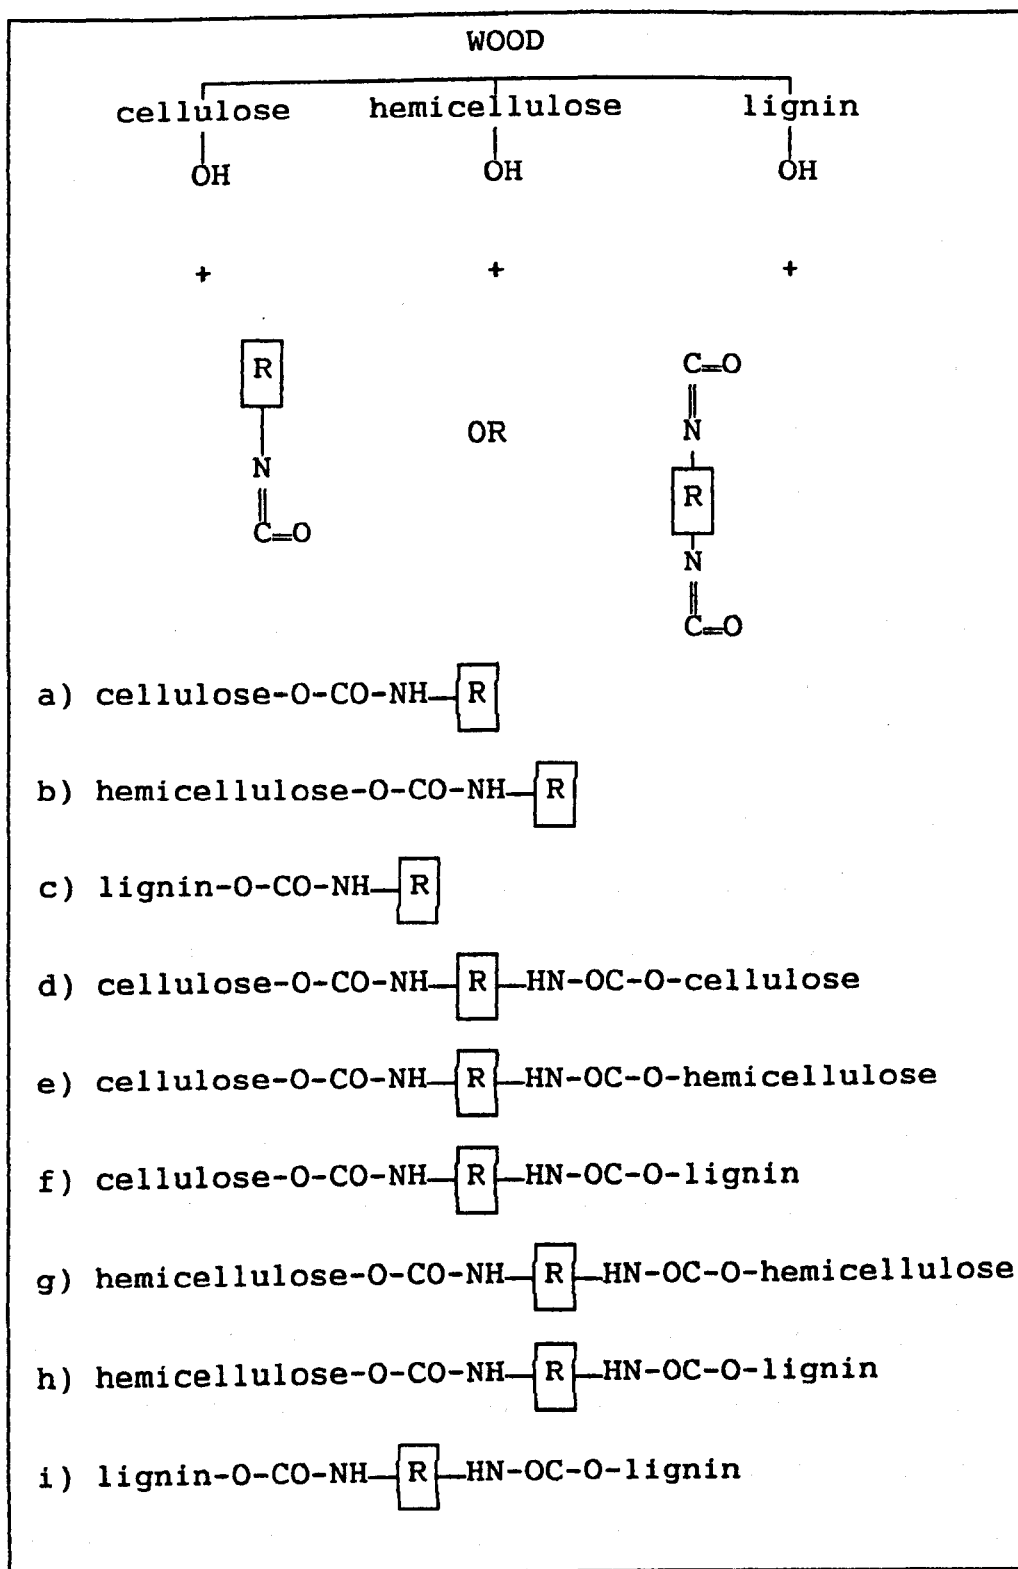 WOOD
cellulose hemicellulose lignin
OH OH OH
+ + +
R
N
C=O
OR
C=O
N
R
N
C=O
a) cellulose-O-CO-NH—R
b) hemicellulose-O-CO-NH—R
c) lignin-O-CO-NH—R
d) cellulose-O-CO-NH—R—HN-OC-O-cellulose
e) cellulose-O-CO-NH—R—HN-OC-O-hemicellulose
f) cellulose-O-CO-NH—R—HN-OC-O-lignin
g) hemicellulose-O-CO-NH—R—HN-OC-O-hemicellulose
h) hemicellulose-O-CO-NH—R—HN-OC-O-lignin
i) lignin-O-CO-NH—R—HN-OC-O-lignin